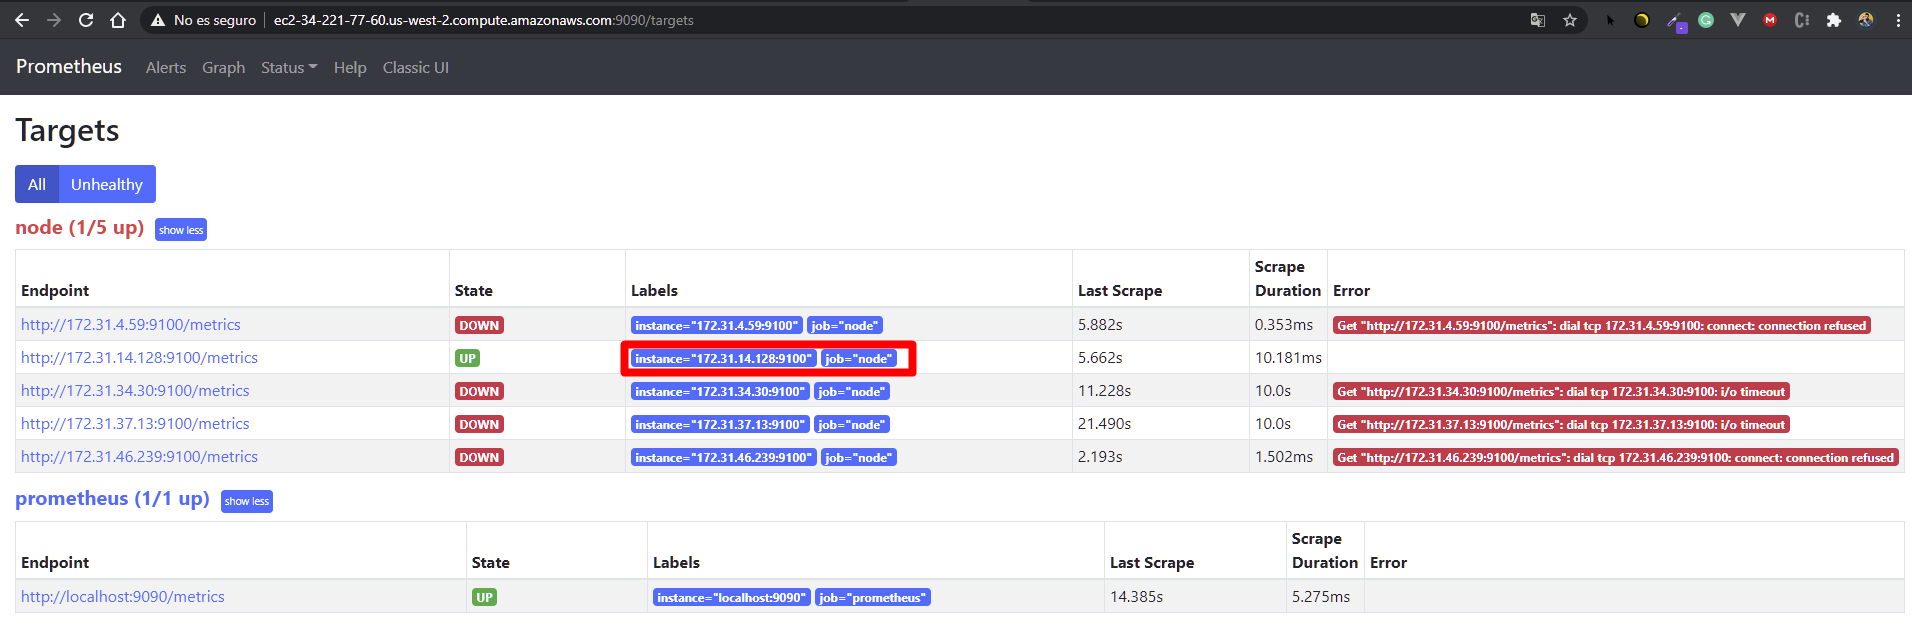 No es seguro ec2-34-221-77-60.us-west-2.compute.amazonaws.com:9090/targets
Prometheus Alerts Graph Status Help Classic UI
Targets
All Unhealthy
node (1/5 up) show less
Endpoint State Labels Last Scrape Scrape Duration Error
http://172.31.4.59:9100/metrics DOWN instance="172.31.4.59:9100" job="node" 5.882s 0.353ms Get "http://172.31.4.59:9100/metrics": dial tcp 172.31.4.59:9100: connect: connection refused
http://172.31.14.128:9100/metrics UP instance="172.31.14.128:9100" job="node" 5.662s 10.181ms
http://172.31.34.30:9100/metrics DOWN instance="172.31.34.30:9100" job="node" 11.228s 10.0s Get "http://172.31.34.30:9100/metrics": dial tcp 172.31.34.30:9100: i/o timeout
http://172.31.37.13:9100/metrics DOWN instance="172.31.37.13:9100" job="node" 21.490s 10.0s Get "http://172.31.37.13:9100/metrics": dial tcp 172.31.37.13:9100: i/o timeout
http://172.31.46.239:9100/metrics DOWN instance="172.31.46.239:9100" job="node" 2.193s 1.502ms Get "http://172.31.46.239:9100/metrics": dial tcp 172.31.46.239:9100: connect: connection refused
prometheus (1/1 up) show less
Endpoint State Labels Last Scrape Scrape Duration Error
http://localhost:9090/metrics UP instance="localhost:9090" job="prometheus" 14.385s 5.275ms